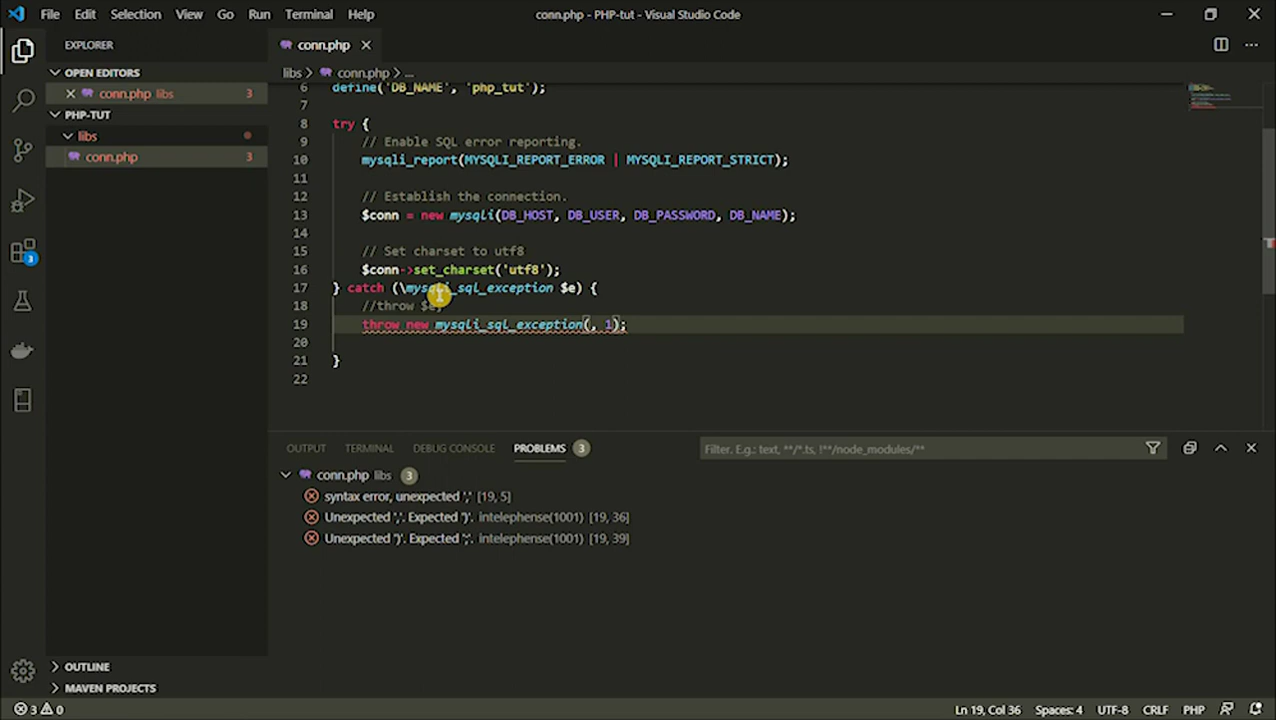 File Edit Selection View Go Run Terminal Help conn.php - PHP-tut - Visual Studio Code
EXPLORER
OPEN EDITORS
conn.php libs 3
PHP-TUT
libs
conn.php 3
OUTLINE
MAVEN PROJECTS
3
conn.php
libs > conn.php > ...
6 define('DB_NAME', 'php_tut');
7
8 try {
9 // Enable SQL error reporting.
10 mysqli_report(MYSQLI_REPORT_ERROR | MYSQLI_REPORT_STRICT);
11
12 // Establish the connection.
13 $conn = new mysqli(DB_HOST, DB_USER, DB_PASSWORD, DB_NAME);
14
15 // Set charset to utf8
16 $conn->set_charset('utf8');
17 } catch (\mysqli_sql_exception $e) {
18 //throw $e;
19 throw new mysqli_sql_exception(, 1);
20
21 }
22
OUTPUT TERMINAL DEBUG CONSOLE PROBLEMS 3 Filter. E.g.: text, **/*.ts, !**/node_modules/**
conn.php libs 3
syntax error, unexpected ',' [19, 5]
Unexpected ','. Expected ')'. intelephense(1001) [19, 36]
Unexpected ')'. Expected ';'. intelephense(1001) [19, 39]
3 0 Ln 19, Col 36 Spaces: 4 UTF-8 CRLF PHP